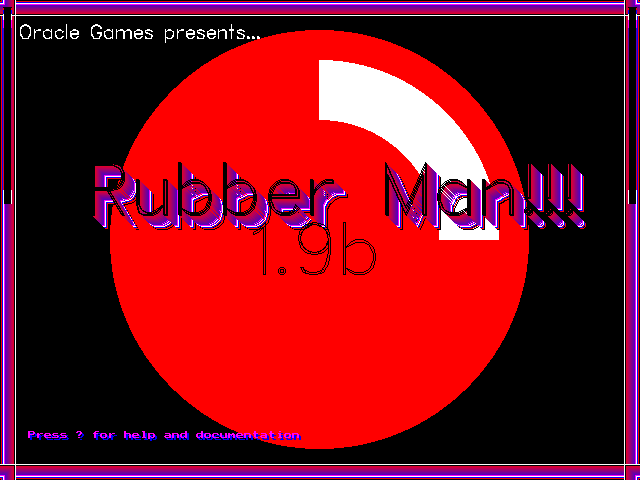 Oracle Games presents...
Rubber Man!!!
1.9b
Press ? for help and documentation